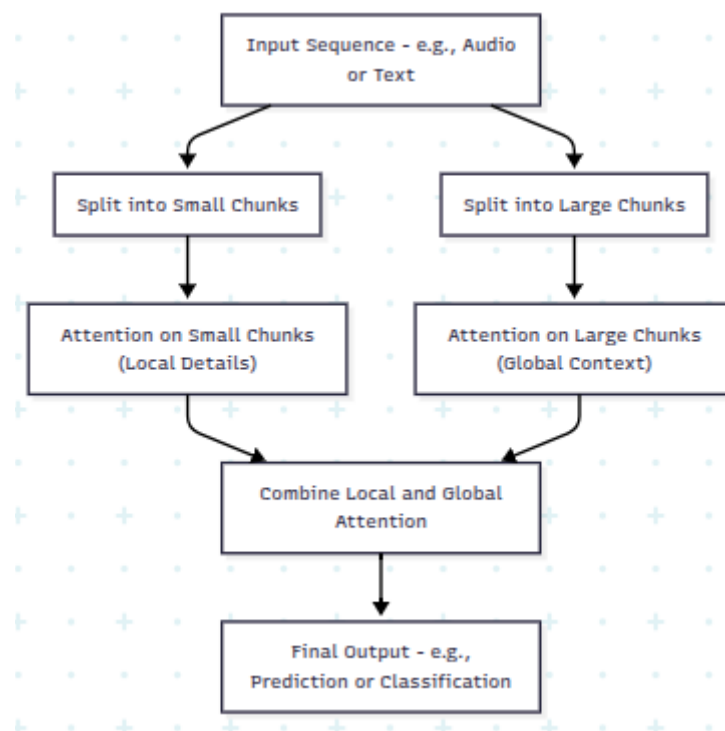 Input Sequence - e.g., Audio
or Text
Split into Small Chunks
Split into Large Chunks
Attention on Small Chunks
(Local Details)
Attention on Large Chunks
(Global Context)
Combine Local and Global
Attention
Final Output - e.g.,
Prediction or Classification